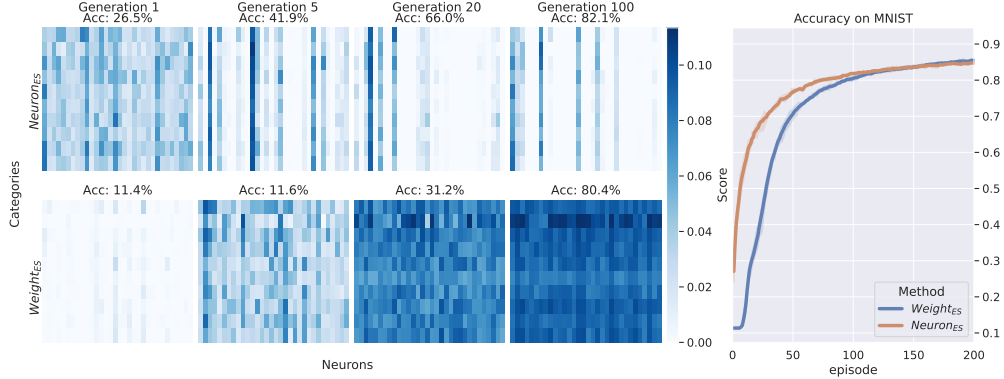 Generation 1
Acc: 26.5%
Generation 5
Acc: 41.9%
Generation 20
Acc: 66.0%
Generation 100
Acc: 82.1%
Neuron_ES
Categories
Acc: 11.4%
Acc: 11.6%
Acc: 31.2%
Acc: 80.4%
Weight_ES
Neurons
0.10
0.08
0.06
0.04
0.02
0.00
Accuracy on MNIST
Score
0.9
0.8
0.7
0.6
0.5
0.4
0.3
0.2
0.1
Method
Weight_ES
Neuron_ES
0
50
100
150
200
episode